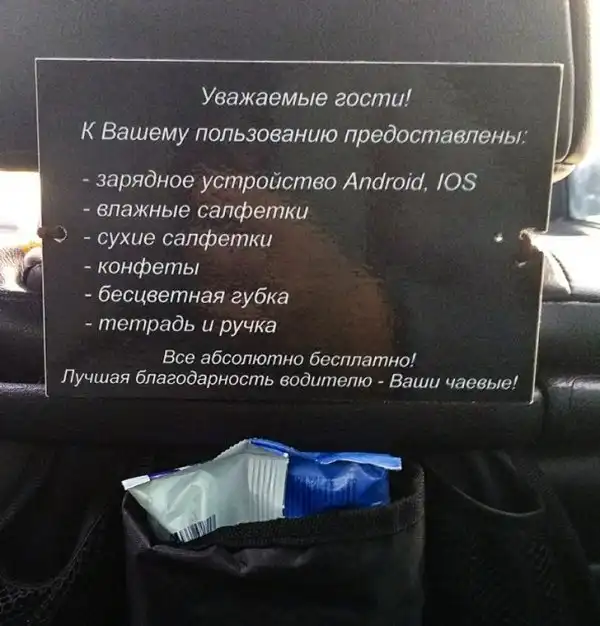 Уважаемые гости!
К Вашему пользованию предоставлены:
- зарядное устройство Android, IOS
- влажные салфетки
- сухие салфетки
- конфеты
- бесцветная губка
- тетрадь и ручка
Все абсолютно бесплатно!
Лучшая благодарность водителю - Ваши чаевые!